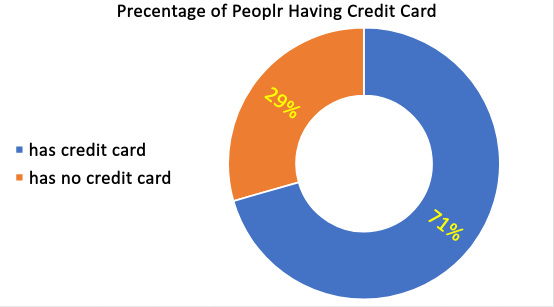 Precentage of Peoplr Having Credit Card
29%
has credit card
has no credit card
71%